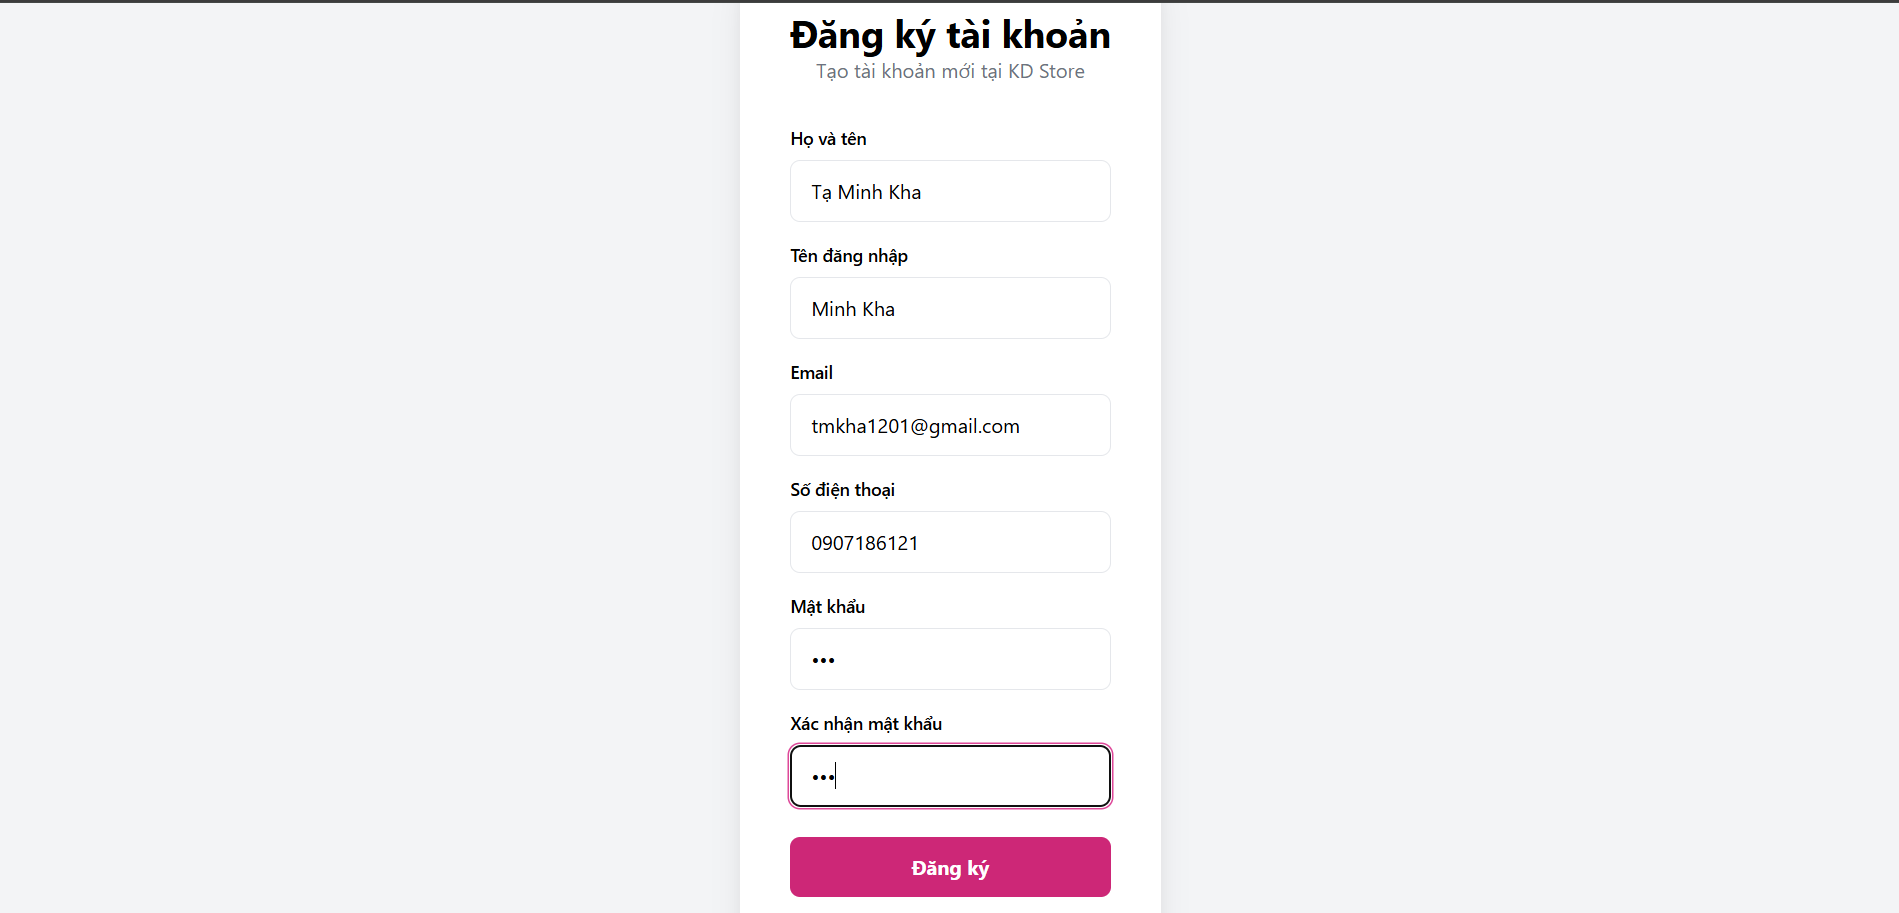 Đăng ký tài khoản
Tạo tài khoản mới tại KD Store
Họ và tên
Tạ Minh Kha
Tên đăng nhập
Minh Kha
Email
tmkha1201@gmail.com
Số điện thoại
0907186121
Mật khẩu
•••
Xác nhận mật khẩu
•••
Đăng ký